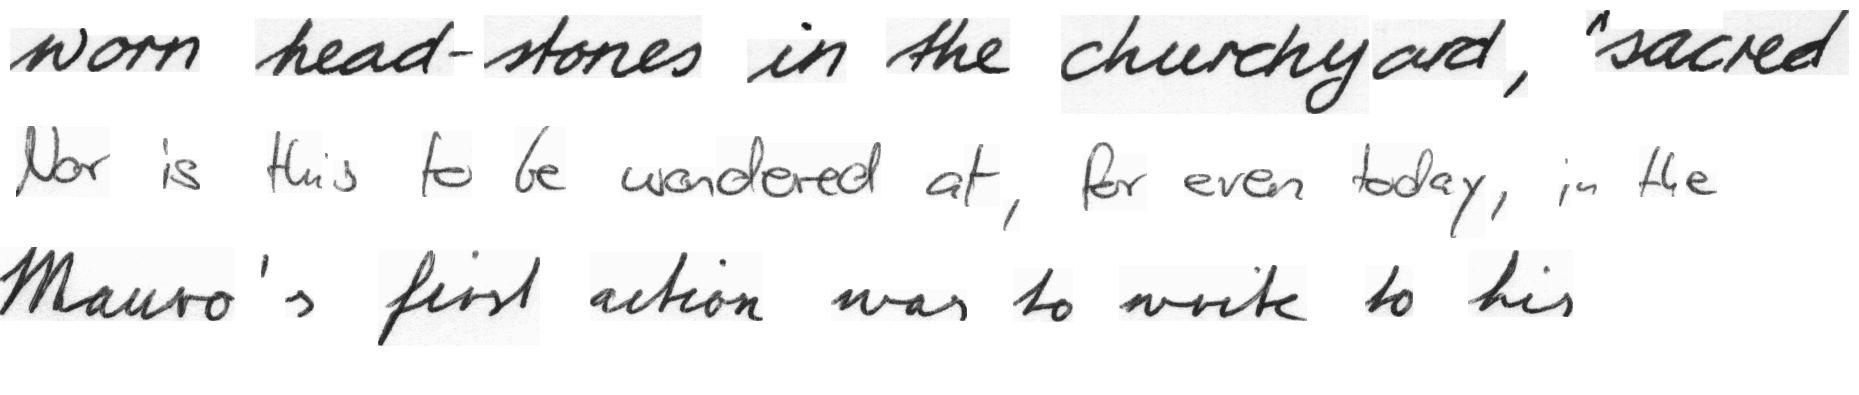 worn head-stones in the churchyard, "sacred
Nor is this to be wondered at, for even today, in the
Mauro's first action was to write to his